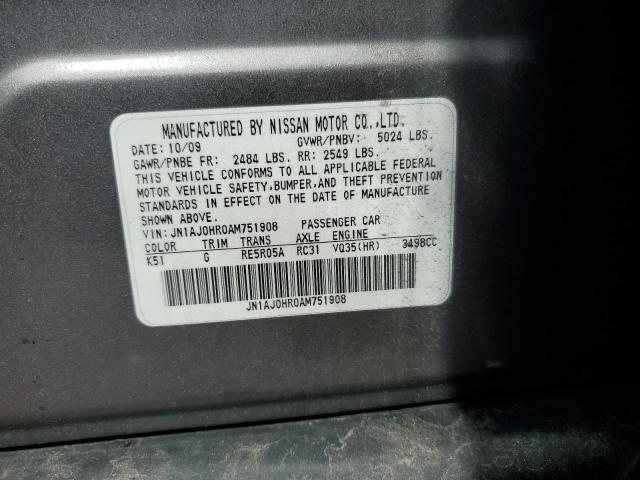 MANUFACTURED BY NISSAN MOTOR CO.,LTD.
DATE: 10/09 GVWR/PNBV: 5024 LBS.
GAWR/PNBE FR: 2484 LBS. RR: 2549 LBS.
THIS VEHICLE CONFORMS TO ALL APPLICABLE FEDERAL
MOTOR VEHICLE SAFETY,BUMPER,AND THEFT PREVENTION
STANDARDS IN EFFECT ON THE DATE OF MANUFACTURE
SHOWN ABOVE.
VIN: JN1AJ0HR0AM751908 PASSENGER CAR
COLOR TRIM TRANS AXLE ENGINE
K51 G RE5R05A RC31 VQ35(HR) 3498CC
JN1AJ0HR0AM751908